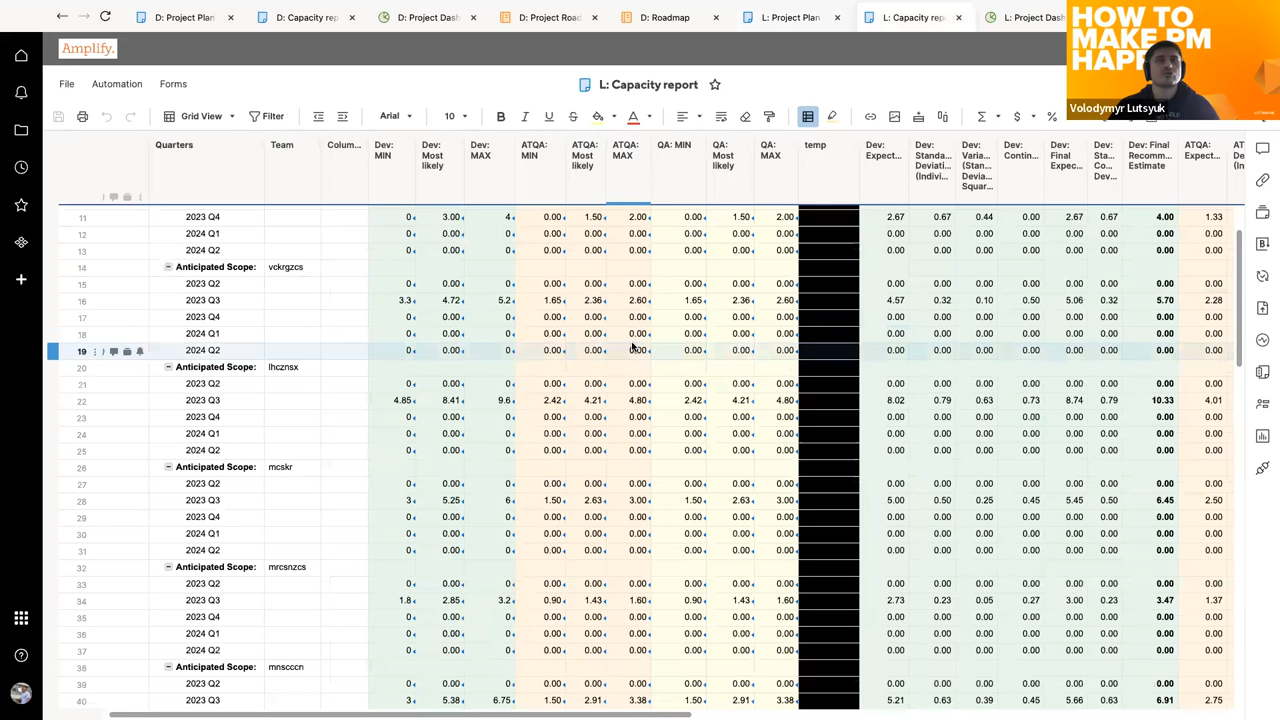 D: Project Plan
D: Capacity rep
D: Project Das
D: Project Roa
D: Roadmap
L: Project Plan
L: Capacity rep
L: Project Dash
HOW TO
MAKE PM
HAPP
Volodymyr Lutsyuk
Amplify.
File Automation Forms
L: Capacity report
Grid View Filter Arial 10 B I U A Σ $ %
Quarters Team Colum... Dev: MIN Dev: Most likely Dev: MAX ATQA: MIN ATQA: Most likely ATQA: MAX QA: MIN QA: Most likely QA: MAX temp Dev: Expect... Dev: Standa... Deviati... (Indivi... Dev: Varia... (Stan... Devia... Squar... Dev: Contin... Dev: Final Expec... Dev: Sta... Co... Dev... Dev: Final Recomm... Estimate ATQA: Expect...
11 2023 Q4 0 3.00 4 0.00 1.50 2.00 0.00 1.50 2.00 2.67 0.67 0.44 0.00 2.67 0.67 4.00 1.33
12 2024 Q1 0 0.00 0 0.00 0.00 0.00 0.00 0.00 0.00 0.00 0.00 0.00 0.00 0.00 0.00 0.00 0.00
13 2024 Q2 0 0.00 0 0.00 0.00 0.00 0.00 0.00 0.00 0.00 0.00 0.00 0.00 0.00 0.00 0.00 0.00
14 Anticipated Scope: vckrgzcs
15 2023 Q2 0 0.00 0 0.00 0.00 0.00 0.00 0.00 0.00 0.00 0.00 0.00 0.00 0.00 0.00 0.00 0.00
16 2023 Q3 3.3 4.72 5.2 1.65 2.36 2.60 1.65 2.36 2.60 4.57 0.32 0.10 0.50 5.06 0.32 5.70 2.28
17 2023 Q4 0 0.00 0 0.00 0.00 0.00 0.00 0.00 0.00 0.00 0.00 0.00 0.00 0.00 0.00 0.00 0.00
18 2024 Q1 0 0.00 0 0.00 0.00 0.00 0.00 0.00 0.00 0.00 0.00 0.00 0.00 0.00 0.00 0.00 0.00
19 2024 Q2 0 0.00 0 0.00 0.00 0.00 0.00 0.00 0.00 0.00 0.00 0.00 0.00 0.00 0.00 0.00 0.00
20 Anticipated Scope: lhcznsx
21 2023 Q2 0 0.00 0 0.00 0.00 0.00 0.00 0.00 0.00 0.00 0.00 0.00 0.00 0.00 0.00 0.00 0.00
22 2023 Q3 4.85 8.41 9.6 2.42 4.21 4.80 2.42 4.21 4.80 8.02 0.79 0.63 0.73 8.74 0.79 10.33 4.01
23 2023 Q4 0 0.00 0 0.00 0.00 0.00 0.00 0.00 0.00 0.00 0.00 0.00 0.00 0.00 0.00 0.00 0.00
24 2024 Q1 0 0.00 0 0.00 0.00 0.00 0.00 0.00 0.00 0.00 0.00 0.00 0.00 0.00 0.00 0.00 0.00
25 2024 Q2 0 0.00 0 0.00 0.00 0.00 0.00 0.00 0.00 0.00 0.00 0.00 0.00 0.00 0.00 0.00 0.00
26 Anticipated Scope: mcskr
27 2023 Q2 0 0.00 0 0.00 0.00 0.00 0.00 0.00 0.00 0.00 0.00 0.00 0.00 0.00 0.00 0.00 0.00
28 2023 Q3 3 5.25 6 1.50 2.63 3.00 1.50 2.63 3.00 5.00 0.50 0.25 0.45 5.45 0.50 6.45 2.50
29 2023 Q4 0 0.00 0 0.00 0.00 0.00 0.00 0.00 0.00 0.00 0.00 0.00 0.00 0.00 0.00 0.00 0.00
30 2024 Q1 0 0.00 0 0.00 0.00 0.00 0.00 0.00 0.00 0.00 0.00 0.00 0.00 0.00 0.00 0.00 0.00
31 2024 Q2 0 0.00 0 0.00 0.00 0.00 0.00 0.00 0.00 0.00 0.00 0.00 0.00 0.00 0.00 0.00 0.00
32 Anticipated Scope: mrcsnzcs
33 2023 Q2 0 0.00 0 0.00 0.00 0.00 0.00 0.00 0.00 0.00 0.00 0.00 0.00 0.00 0.00 0.00 0.00
34 2023 Q3 1.8 2.85 3.2 0.90 1.43 1.60 0.90 1.43 1.60 2.73 0.23 0.05 0.27 3.00 0.23 3.47 1.37
35 2023 Q4 0 0.00 0 0.00 0.00 0.00 0.00 0.00 0.00 0.00 0.00 0.00 0.00 0.00 0.00 0.00 0.00
36 2024 Q1 0 0.00 0 0.00 0.00 0.00 0.00 0.00 0.00 0.00 0.00 0.00 0.00 0.00 0.00 0.00 0.00
37 2024 Q2 0 0.00 0 0.00 0.00 0.00 0.00 0.00 0.00 0.00 0.00 0.00 0.00 0.00 0.00 0.00 0.00
38 Anticipated Scope: mnscccn
39 2023 Q2 0 0.00 0 0.00 0.00 0.00 0.00 0.00 0.00 0.00 0.00 0.00 0.00 0.00 0.00 0.00 0.00
40 2023 Q3 3 5.38 6.75 1.50 2.91 3.38 1.50 2.91 3.38 5.21 0.63 0.39 0.45 5.66 0.63 6.91 2.75